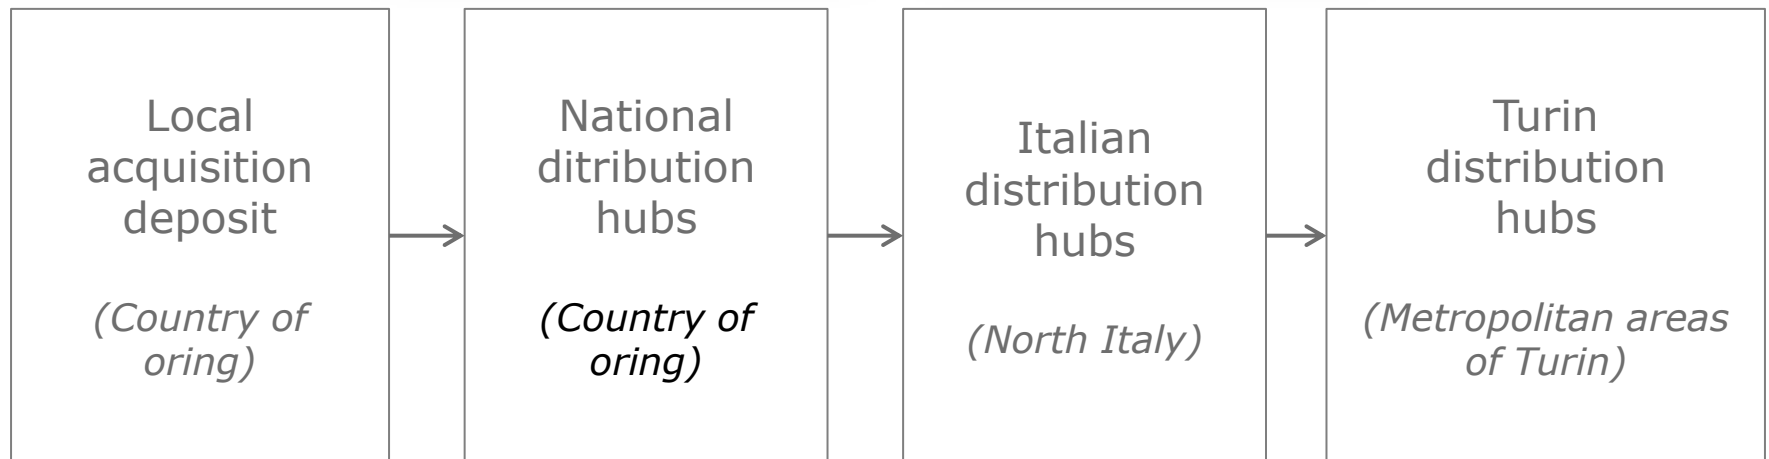 Local
acquisition
deposit
(Country of
oring)
National
ditribution
hubs
(Country of
oring)
Italian
distribution
hubs
(North Italy)
Turin
distribution
hubs
(Metropolitan areas
of Turin)